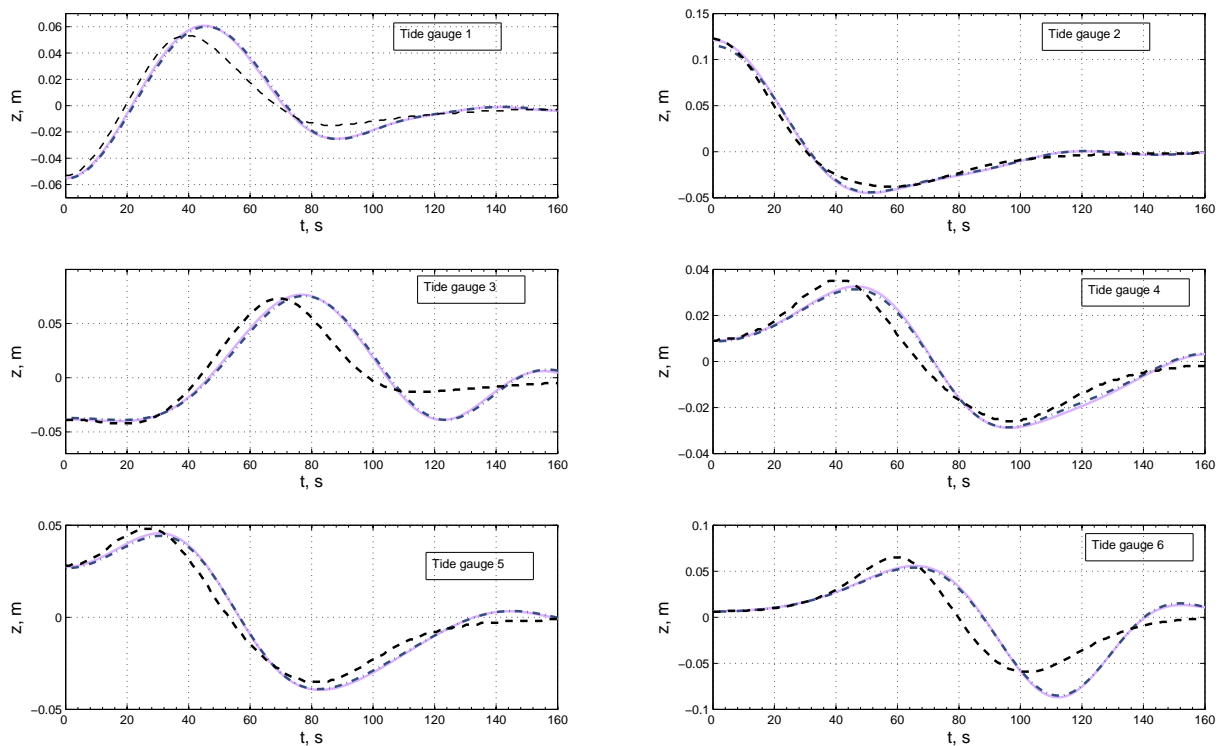 Tide gauge 1
z, m
0.06
0.04
0.02
0
−0.02
−0.04
−0.06
0 20 40 60 80 100 120 140 160
t, s
Tide gauge 2
z, m
0.15
0.1
0.05
0
−0.05
0 20 40 60 80 100 120 140 160
t, s
Tide gauge 3
z, m
0.05
0
−0.05
0 20 40 60 80 100 120 140 160
t, s
Tide gauge 4
z, m
0.04
0.02
0
−0.02
−0.04
0 20 40 60 80 100 120 140 160
t, s
Tide gauge 5
z, m
0.05
0
−0.05
0 20 40 60 80 100 120 140 160
t, s
Tide gauge 6
z, m
0.1
0.05
0
−0.05
−0.1
0 20 40 60 80 100 120 140 160
t, s